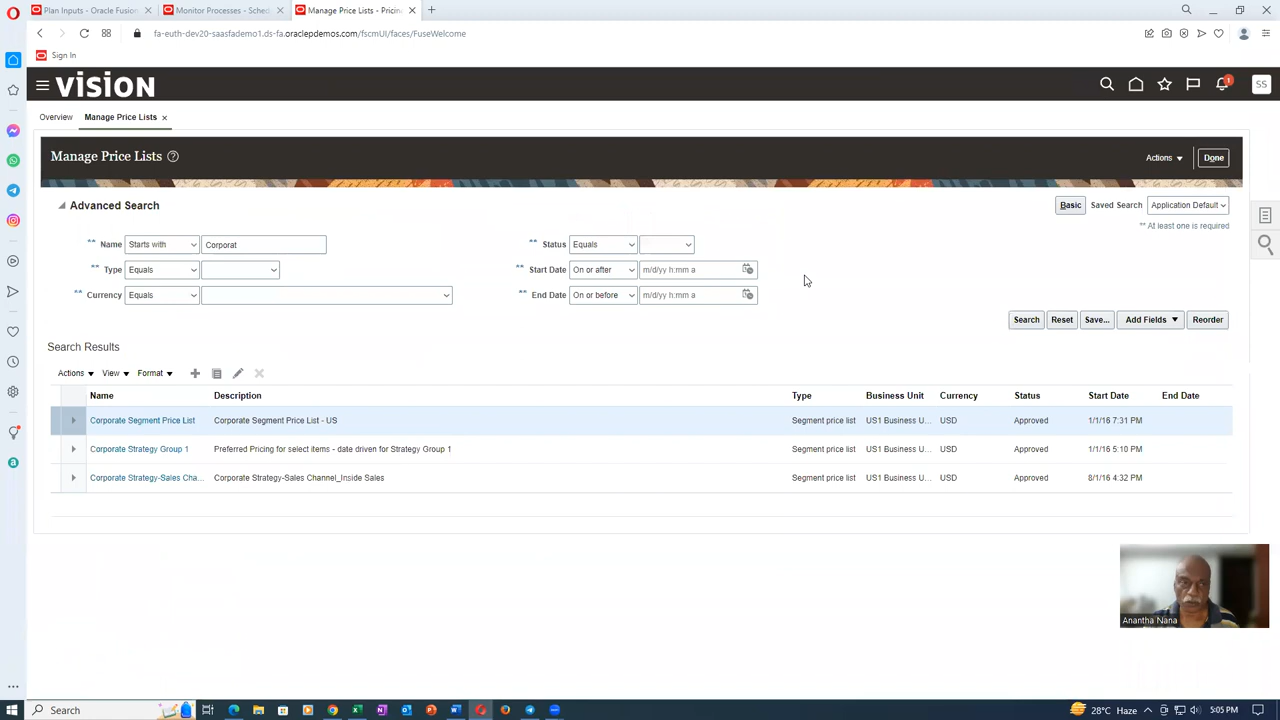 Plan Inputs - Oracle Fusion
Monitor Processes - Sched
Manage Price Lists - Pricin
fa-euth-dev20-saasfademo1.ds-fa.oraclepdemos.com/fscmUI/faces/FuseWelcome
Sign In
VISION
1
SS
Overview
Manage Price Lists
Manage Price Lists
Actions
Done
Advanced Search
Basic
Saved Search
Application Default
** At least one is required
** Name
Starts with
Corporat
** Status
Equals
** Type
Equals
** Start Date
On or after
m/d/yy h:mm a
** Currency
Equals
** End Date
On or before
m/d/yy h:mm a
Search
Reset
Save...
Add Fields
Reorder
Search Results
Actions
View
Format
Name
Description
Type
Business Unit
Currency
Status
Start Date
End Date
Corporate Segment Price List
Corporate Segment Price List - US
Segment price list
US1 Business U...
USD
Approved
1/1/16 7:31 PM
Corporate Strategy Group 1
Preferred Pricing for select items - date driven for Strategy Group 1
Segment price list
US1 Business U...
USD
Approved
1/1/16 5:10 PM
Corporate Strategy-Sales Cha...
Corporate Strategy-Sales Channel_Inside Sales
Segment price list
US1 Business U...
USD
Approved
8/1/16 4:32 PM
Anantha Nana
Search
28°C Haze
5:05 PM